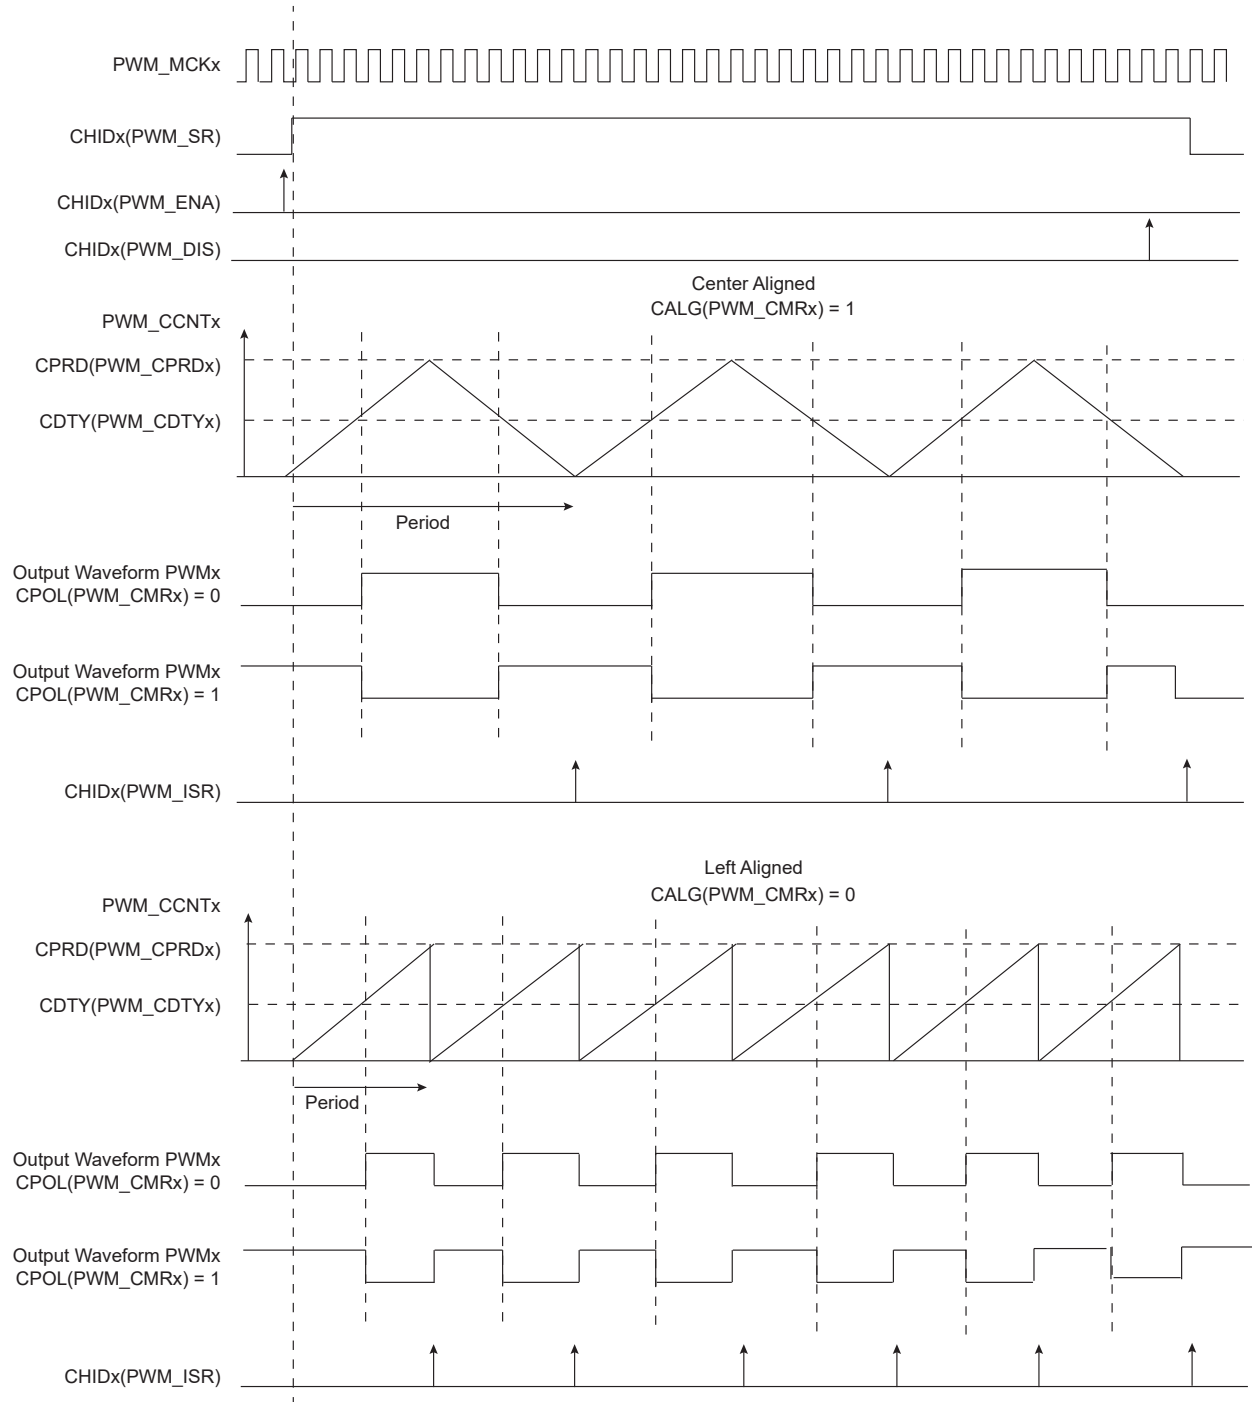 PWM_MCKx
CHIDx(PWM_SR)
CHIDx(PWM_ENA)
CHIDx(PWM_DIS)
Center Aligned
CALG(PWM_CMRx) = 1
PWM_CCNTx
CPRD(PWM_CPRDx)
CDTY(PWM_CDTYx)
Period
Output Waveform PWMx
CPOL(PWM_CMRx) = 0
Output Waveform PWMx
CPOL(PWM_CMRx) = 1
CHIDx(PWM_ISR)
Left Aligned
CALG(PWM_CMRx) = 0
PWM_CCNTx
CPRD(PWM_CPRDx)
CDTY(PWM_CDTYx)
Period
Output Waveform PWMx
CPOL(PWM_CMRx) = 0
Output Waveform PWMx
CPOL(PWM_CMRx) = 1
CHIDx(PWM_ISR)